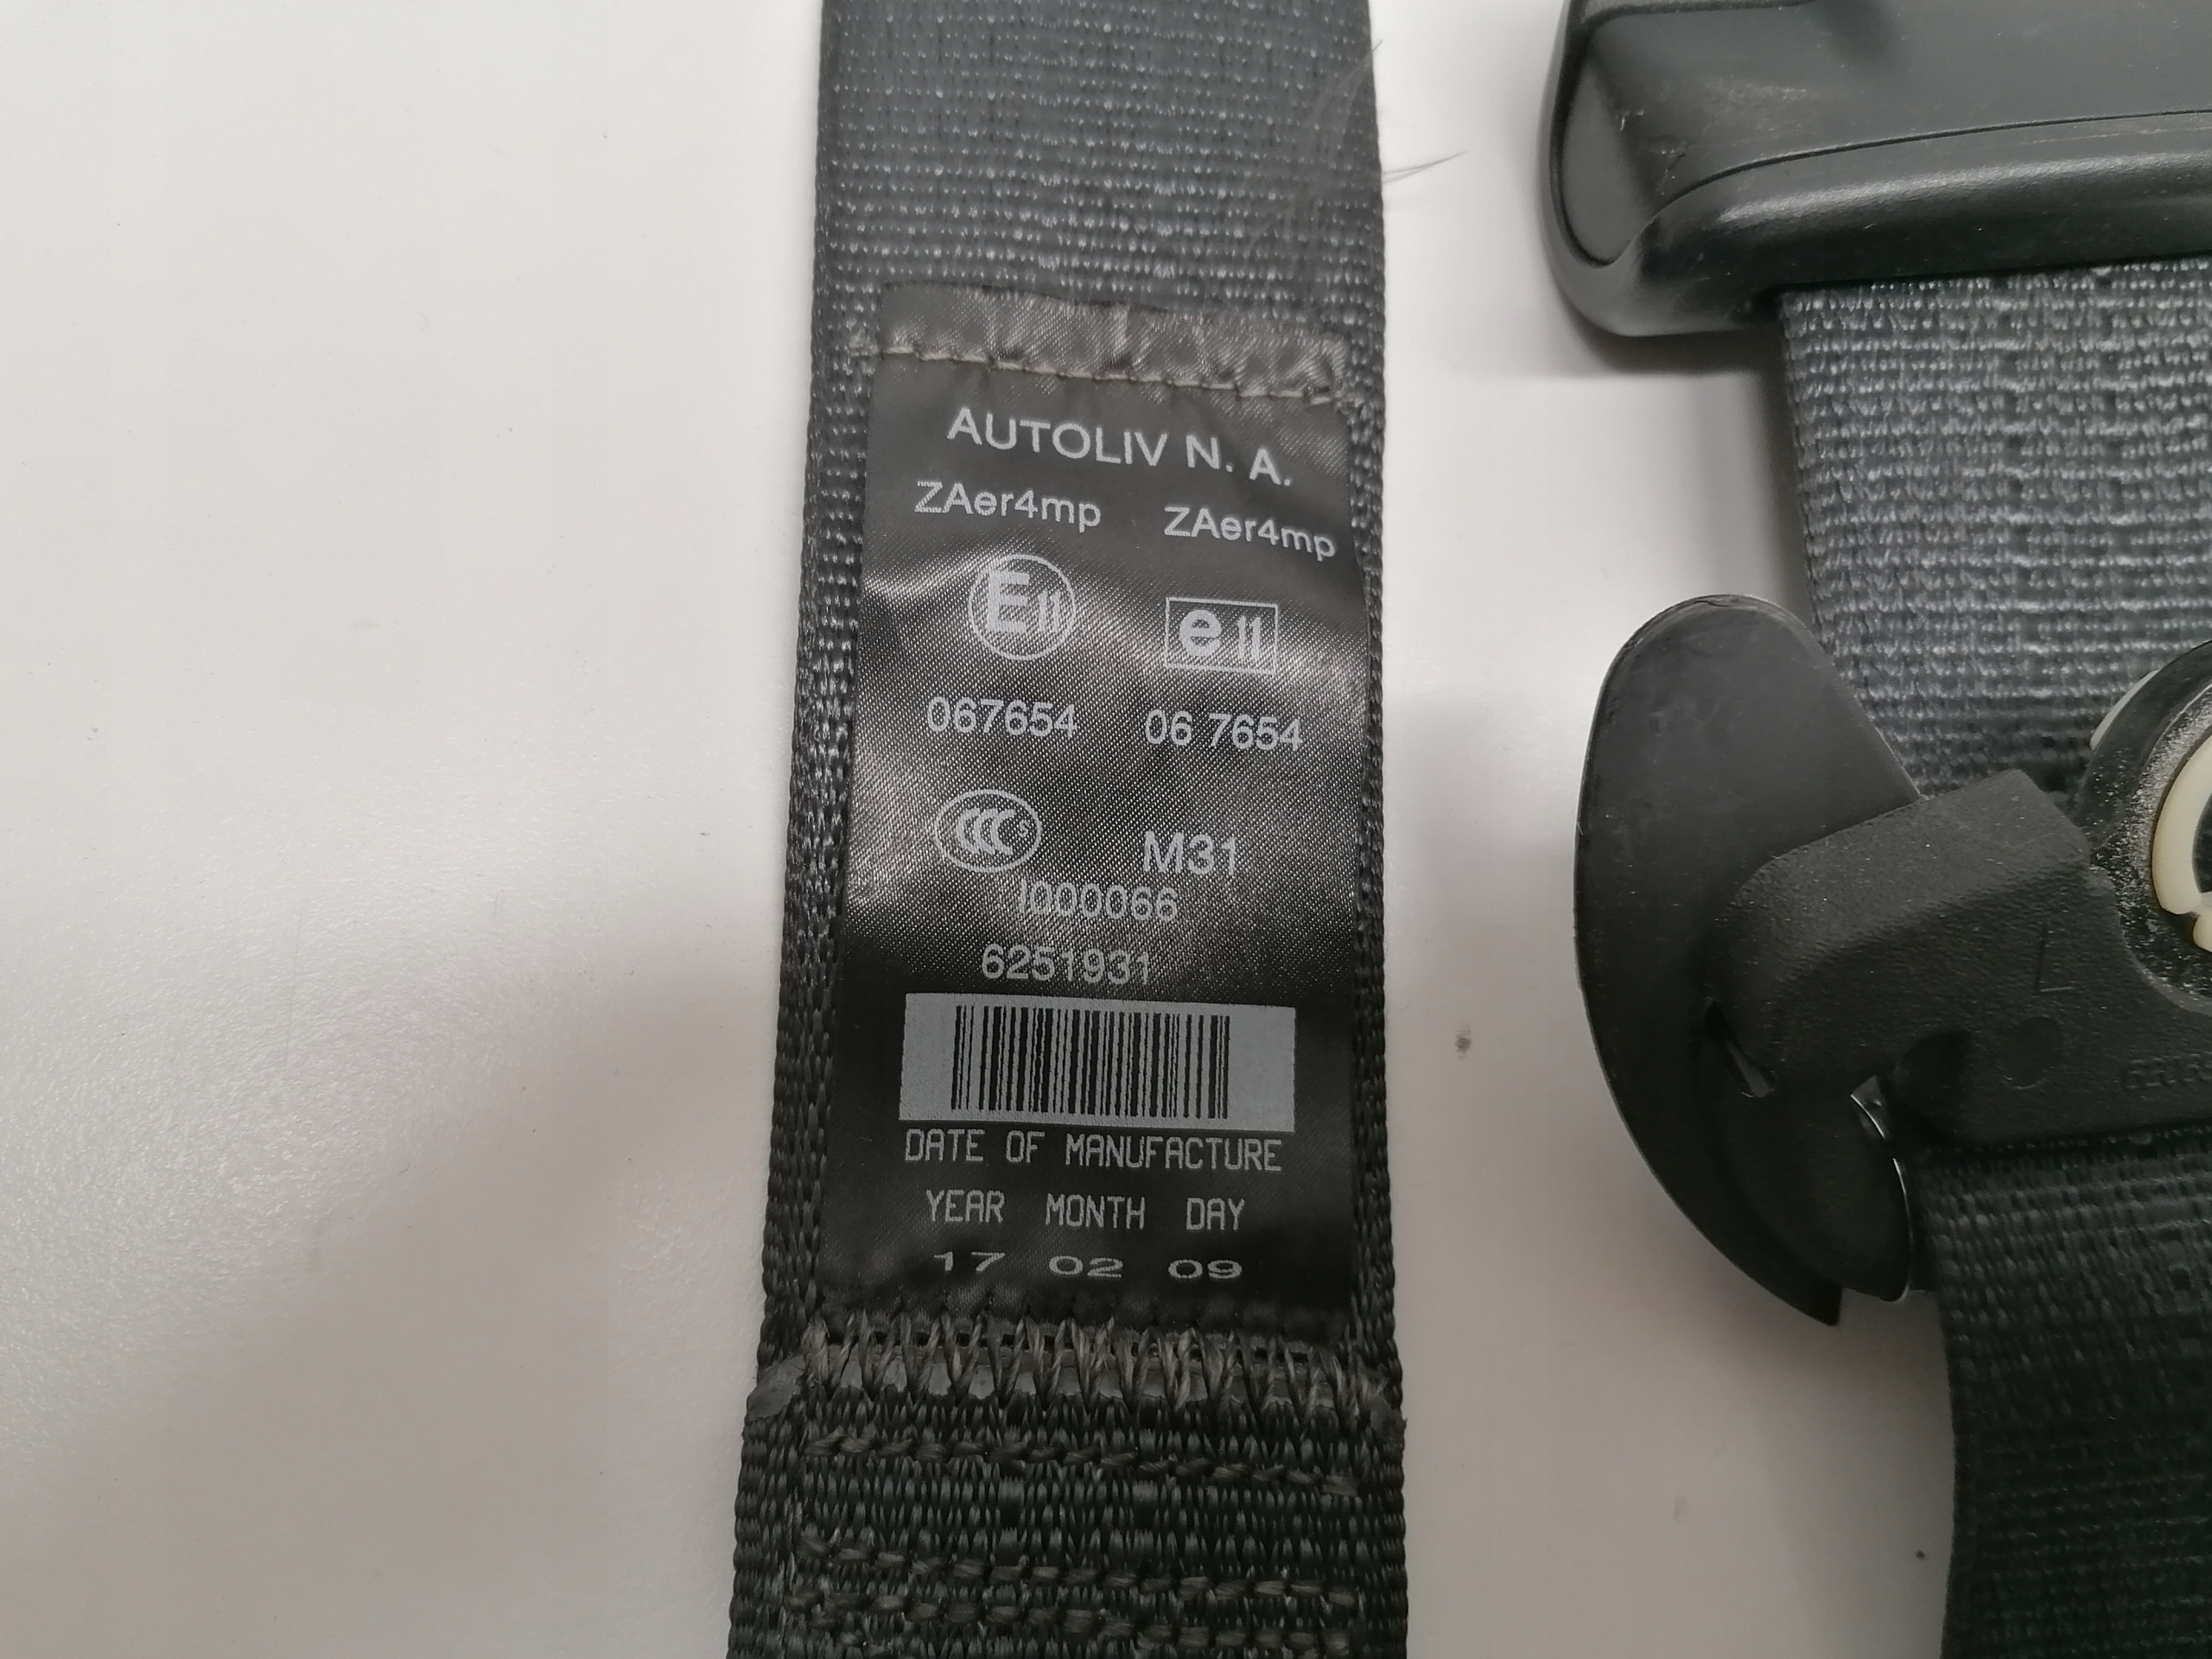 AUTOLIV N. A.
ZAer4mp ZAer4mp
E11 e11
067654 06 7654
CCCS M31
I000066
6251931
DATE OF MANUFACTURE
YEAR MONTH DAY
17 02 09
L